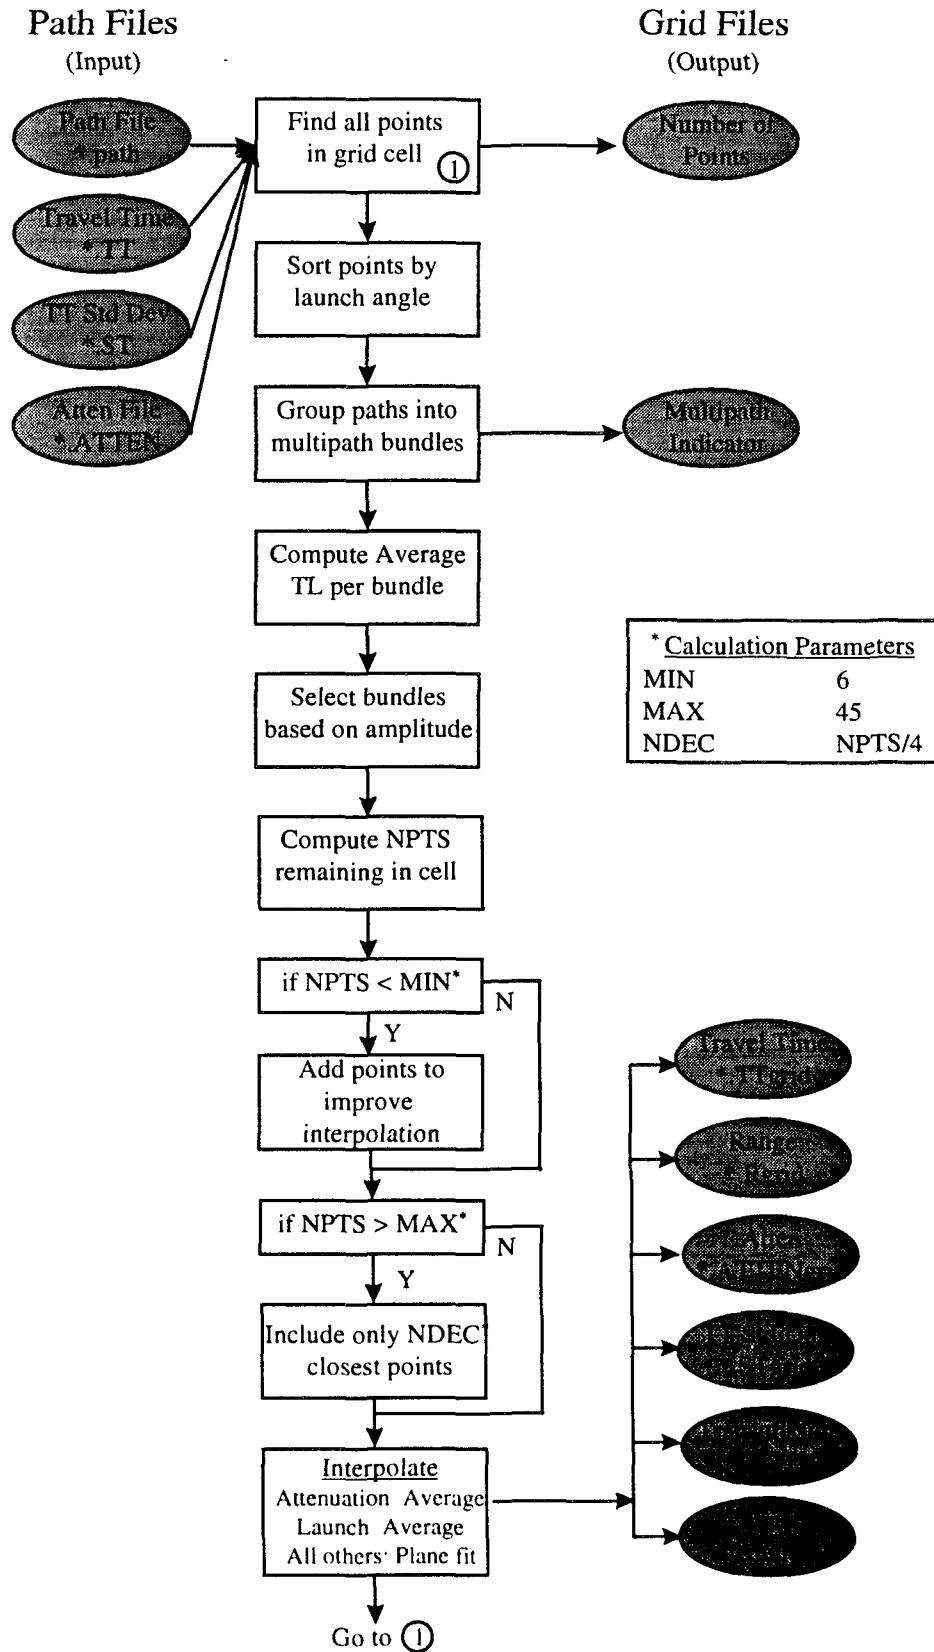 Path Files
(Input)
Grid Files
(Output)
Path File
*.path
Travel Time
*.TT
TT Std Dev
*.ST
Atten File
*.ATTEN
Find all points
in grid cell
1
Number of
Points
Sort points by
launch angle
Group paths into
multipath bundles
Multipath
Indicator
Compute Average
TL per bundle
Select bundles
based on amplitude
* Calculation Parameters
MIN 6
MAX 45
NDEC NPTS/4
Compute NPTS
remaining in cell
if NPTS < MIN*
N
Y
Add points to
improve
interpolation
if NPTS > MAX*
N
Y
Include only NDEC*
closest points
Interpolate
Attenuation Average
Launch Average
All others: Plane fit
Go to 1
Travel Time
Range